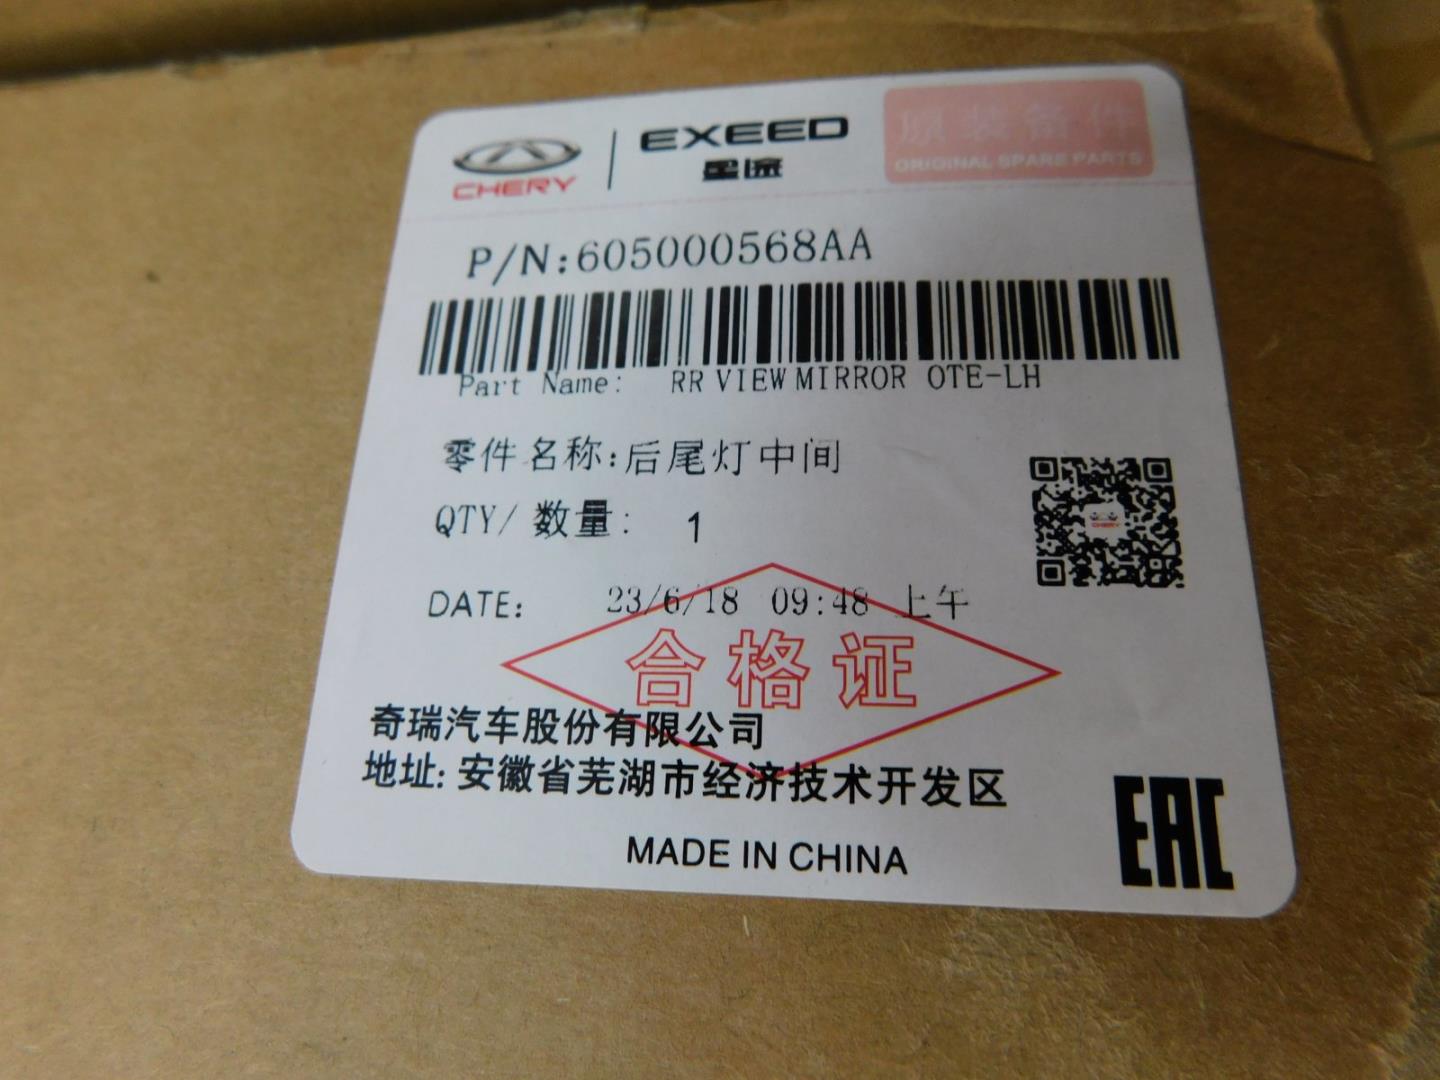 CHERY
EXEED
星途
原装备件
ORIGINAL SPARE PARTS
P/N:605000568AA
Part Name: RR VIEW MIRROR OTE-LH
零件名称:后尾灯中间
QTY/数量: 1
DATE: 23/6/18 09:48 上午
合格证
奇瑞汽车股份有限公司
地址: 安徽省芜湖市经济技术开发区
MADE IN CHINA
EAC